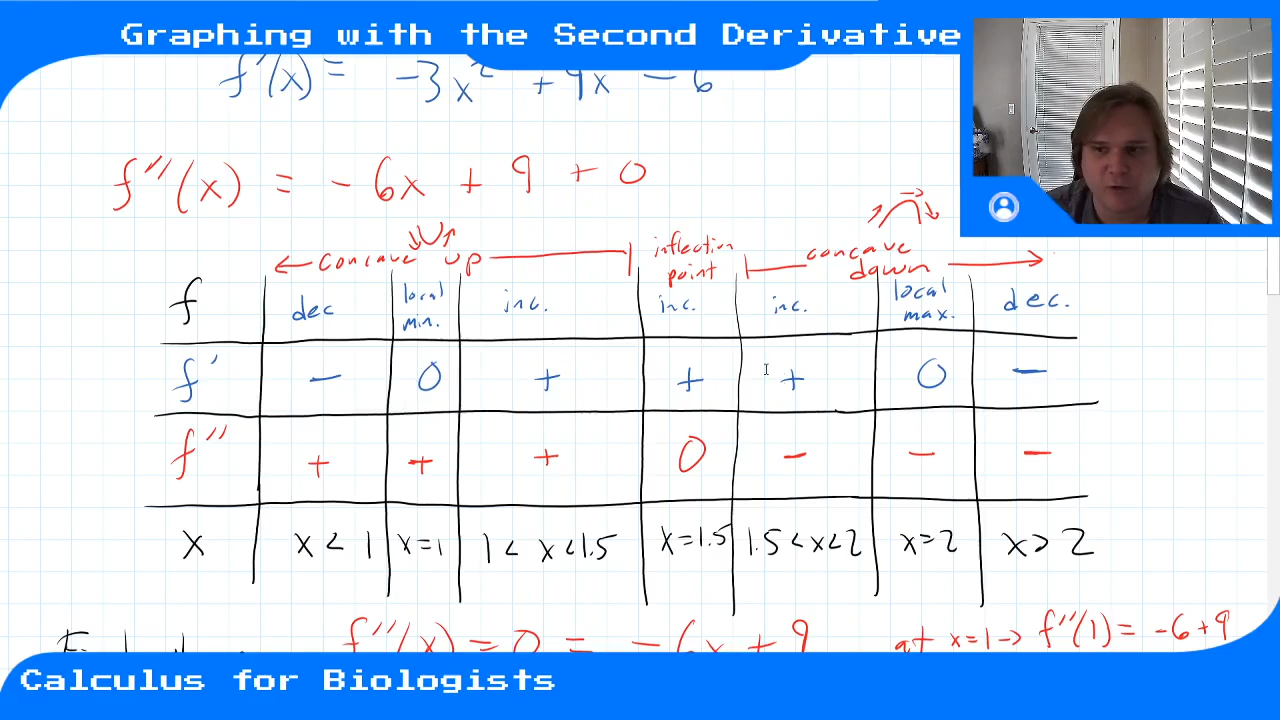 Graphing with the Second Derivative
f'(x) = -3x² + 9x - 6
f''(x) = -6x + 9 + 0
concave up
inflection point
concave down
f dec local min. inc. inc. inc. local max. dec.
f' - 0 + + + 0 -
f'' + + + 0 - - -
x x < 1 x=1 1 < x < 1.5 x=1.5 1.5 < x < 2 x=2 x > 2
f''(x) = 0 = -6x + 9
at x=1 → f''(1) = -6+9
Calculus for Biologists